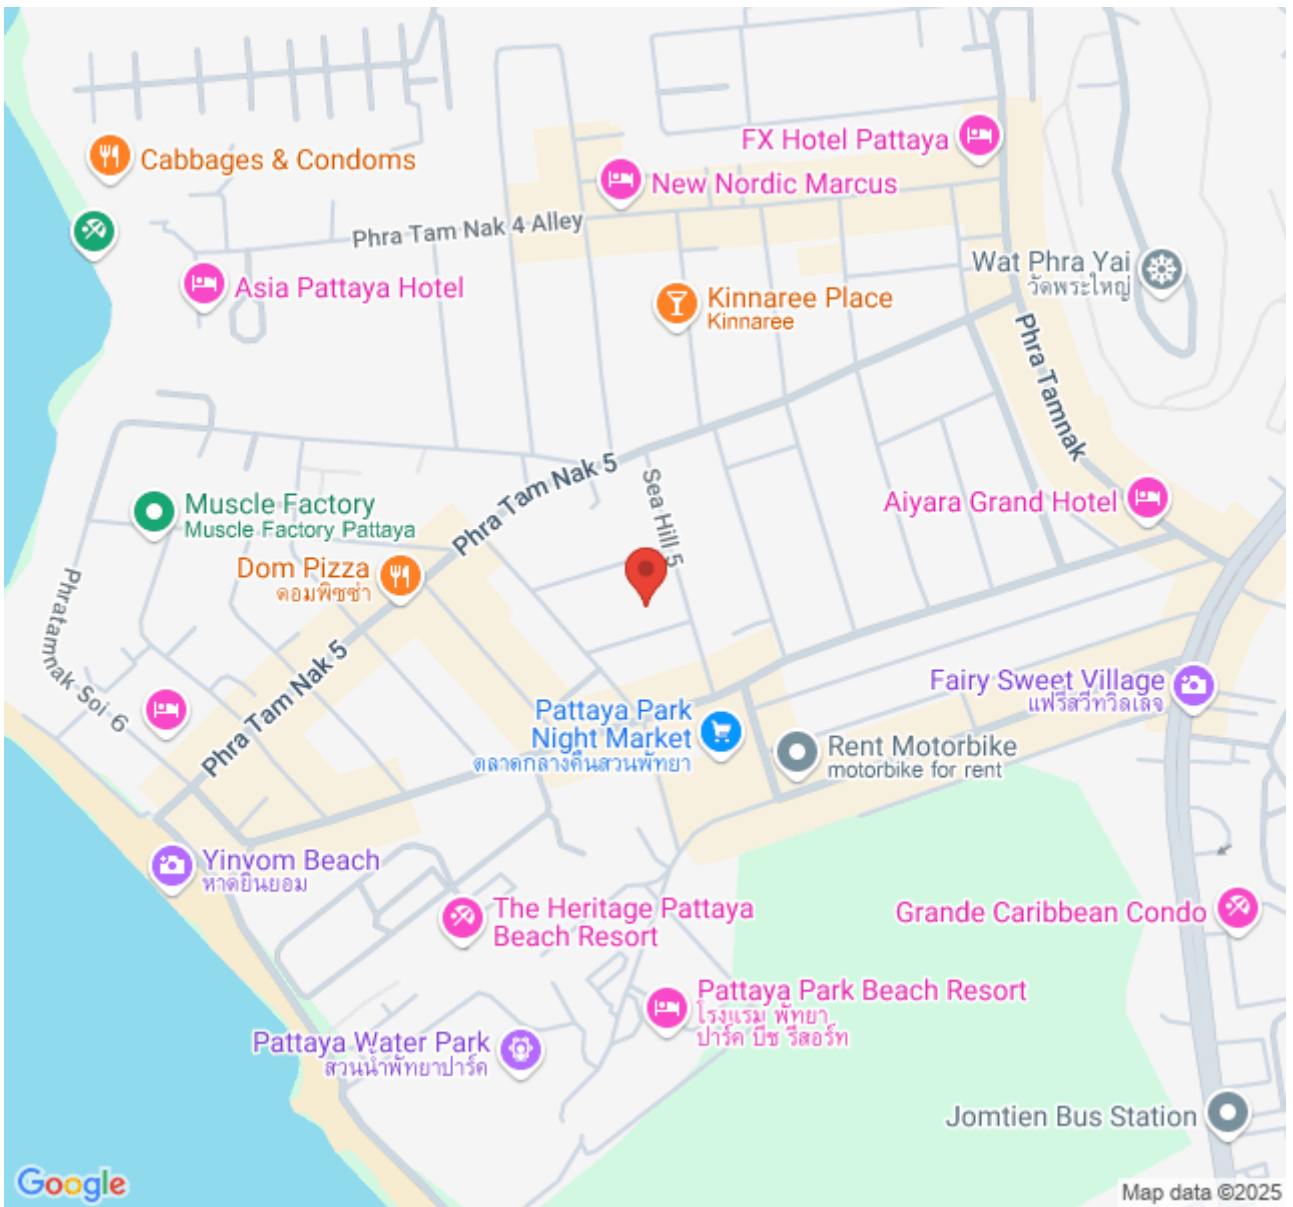 FX Hotel Pattaya
Cabbages & Condoms
New Nordic Marcus
Phra Tam Nak 4 Alley
Wat Phra Yai
วัดพระใหญ่
Asia Pattaya Hotel
Kinnaree Place
Kinnaree
Phra Tamnak
Phra Tam Nak 5
Sea Hill 5
Muscle Factory
Muscle Factory Pattaya
Aiyara Grand Hotel
Dom Pizza
ดอมพิซซ่า
Phratamnak Soi 6
Phra Tam Nak 5
Fairy Sweet Village
แฟรี่สวีทวิลเลจ
Pattaya Park
Night Market
ตลาดกลางคืนสวนพัทยา
Rent Motorbike
motorbike for rent
Yinvom Beach
หาดยินยอม
The Heritage Pattaya
Beach Resort
Grande Caribbean Condo
Pattaya Park Beach Resort
โรงแรม พัทยา
ปาร์ค บีช รีสอร์ท
Pattaya Water Park
สวนน้ำพัทยาปาร์ค
Jomtien Bus Station
Google
Map data ©2025